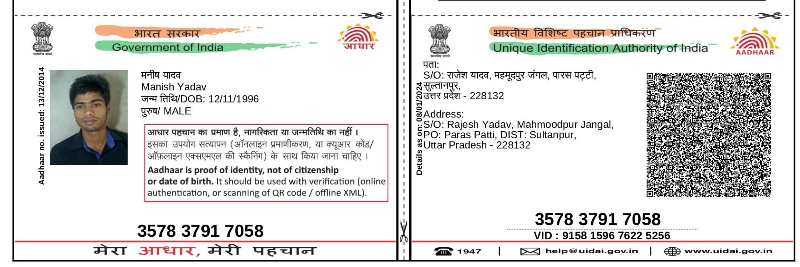 भारत सरकार
Government of India
आधार
Aadhaar no. issued: 13/12/2014
मनीष यादव
Manish Yadav
जन्म तिथि/DOB: 12/11/1996
पुरुष/ MALE
आधार पहचान का प्रमाण है, नागरिकता या जन्मतिथि का नहीं ।
इसका उपयोग सत्यापन (ऑनलाइन प्रमाणीकरण, या क्यूआर कोड/
ऑफ़लाइन एक्सएमएल की स्कैनिंग) के साथ किया जाना चाहिए ।
Aadhaar is proof of identity, not of citizenship
or date of birth. It should be used with verification (online
authentication, or scanning of QR code / offline XML).
3578 3791 7058
मेरा आधार, मेरी पहचान
भारतीय विशिष्ट पहचान प्राधिकरण
Unique Identification Authority of India
AADHAAR
Details as on: 08/01/2024
पता:
S/O: राजेश यादव, महमूदपुर जंगल, पारस पट्टी,
सुल्तानपुर,
उत्तर प्रदेश - 228132
Address:
S/O: Rajesh Yadav, Mahmoodpur Jangal,
PO: Paras Pati, DIST: Sultanpur,
Uttar Pradesh - 228132
3578 3791 7058
VID : 9158 1596 7622 5256
1947 | help@uidai.gov.in | www.uidai.gov.in